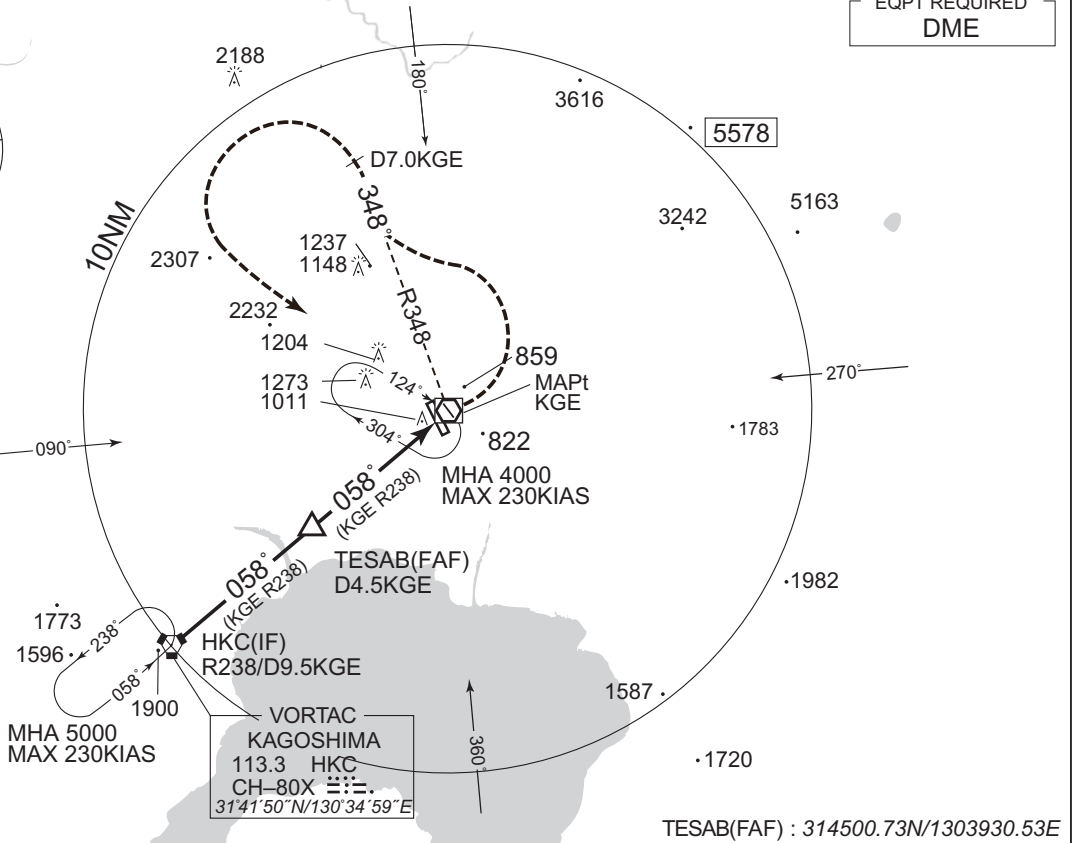 EQPT REQUIRED
DME
2188
180°
3616
5578
D7.0KGE
5163
3242
348°
10NM
1237
1148
2307
R348
2232
1204
859
124°
270°
1273
1011
MAPt
KGE
304°
822
1783
090°
MHA 4000
MAX 230KIAS
058°
(KGE R238)
TESAB(FAF)
D4.5KGE
058°
(KGE R238)
1982
1773
238°
HKC(IF)
R238/D9.5KGE
1596
058°
1900
1587
MHA 5000
MAX 230KIAS
VORTAC
KAGOSHIMA
113.3 HKC
CH–80X
31°41´50˝N/130°34´59˝E
360°
1720
TESAB(FAF) : 314500.73N/1303930.53E